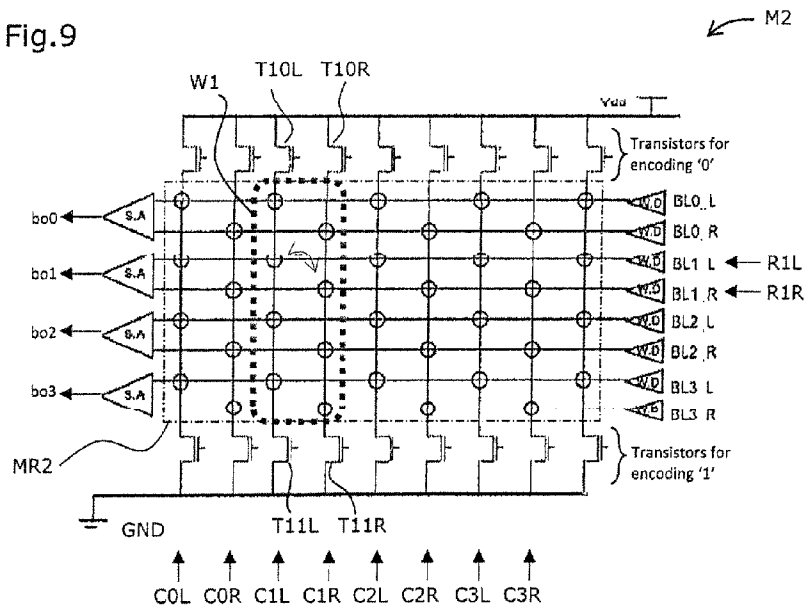 Fig.9
M2
W1
T10L
T10R
Vdd
Transistors for
encoding '0'
bo0
S.A
W.D
BL0_L
W.D
BL0_R
bo1
S.A
W.D
BL1_L
R1L
W.D
BL1_R
R1R
bo2
S.A
W.D
BL2_L
W.D
BL2_R
bo3
S.A
W.D
BL3_L
W.D
BL3_R
MR2
Transistors for
encoding '1'
GND
T11L
T11R
C0L
C0R
C1L
C1R
C2L
C2R
C3L
C3R